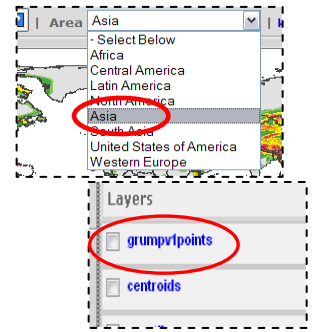 | Area Asia |
- Select Below
Africa
Central America
Latin America
North America
Asia
South Asia
United States of America
Western Europe
Layers
grumpv1points
centroids